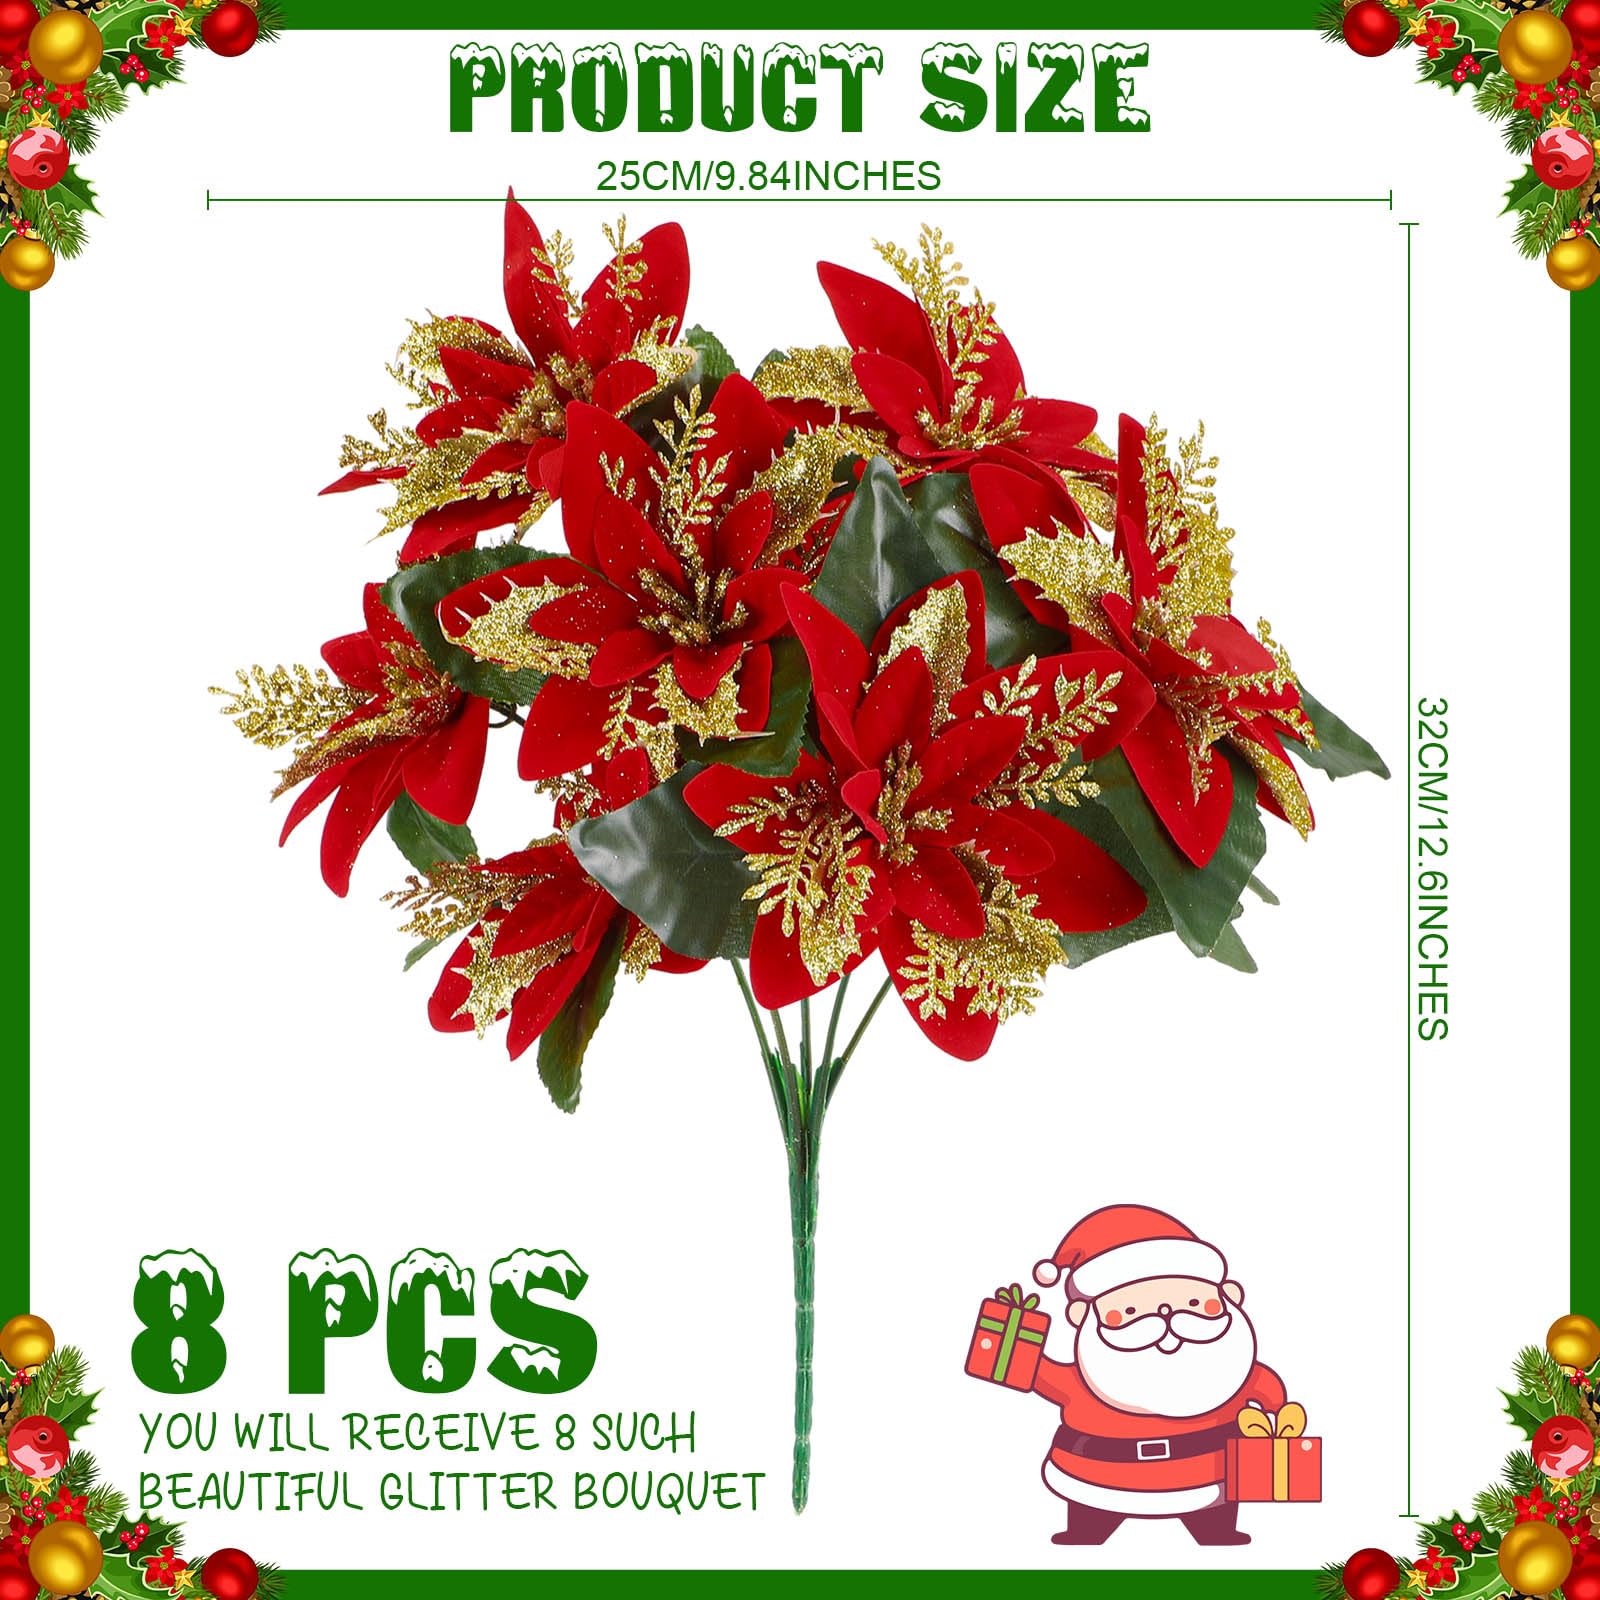 PRODUCT SIZE
25CM/9.84INCHES
32CM/12.6INCHES
8 PCS
YOU WILL RECEIVE 8 SUCH
BEAUTIFUL GLITTER BOUQUET